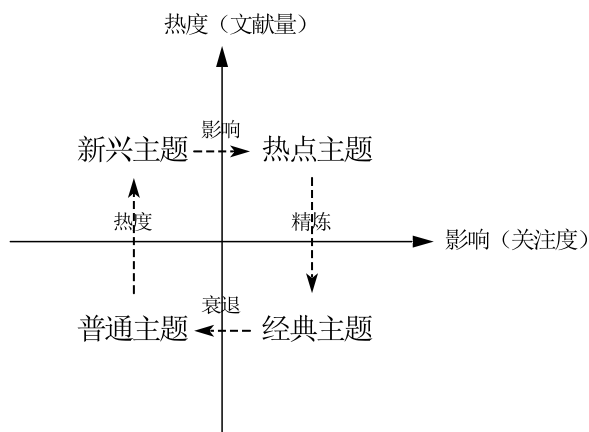 热度（文献量）
影响
新兴主题
热点主题
热度
精炼
影响（关注度）
衰退
普通主题
经典主题